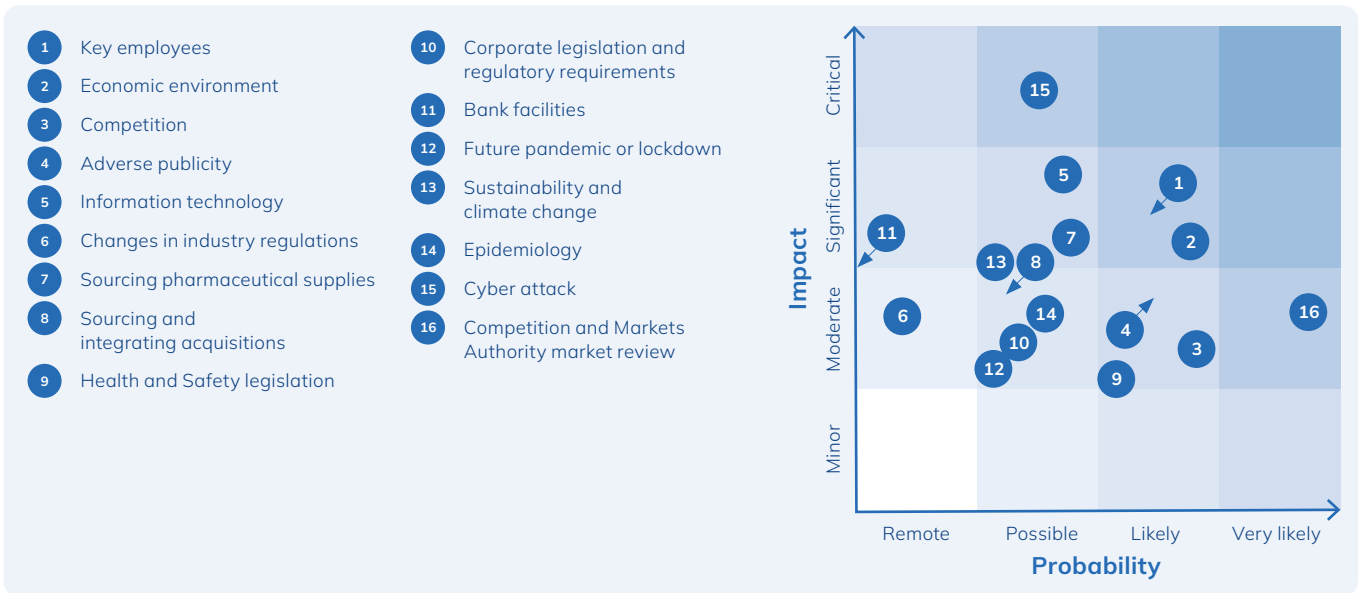 1 Key employees
2 Economic environment
3 Competition
4 Adverse publicity
5 Information technology
6 Changes in industry regulations
7 Sourcing pharmaceutical supplies
8 Sourcing and
integrating acquisitions
9 Health and Safety legislation
10 Corporate legislation and
regulatory requirements
11 Bank facilities
12 Future pandemic or lockdown
13 Sustainability and
climate change
14 Epidemiology
15 Cyber attack
16 Competition and Markets
Authority market review
Impact
Critical
Significant
Moderate
Minor
15
5
1
11
7
2
13
8
6
14
16
10
4
3
12
9
Remote
Possible
Likely
Very likely
Probability